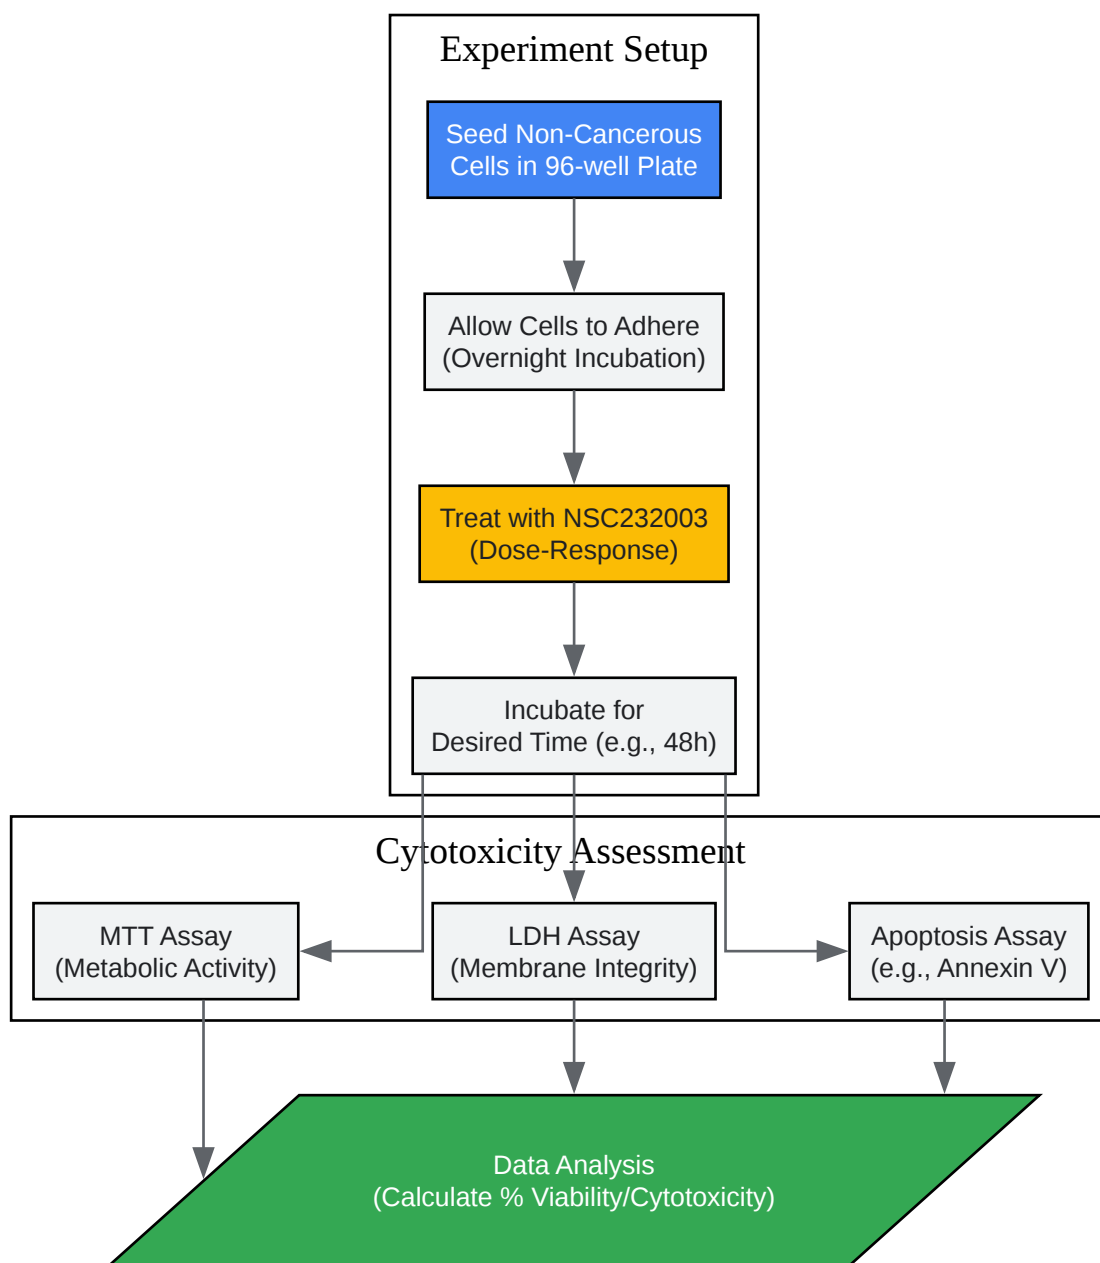 Experiment Setup
Seed Non-Cancerous
Cells in 96-well Plate
Allow Cells to Adhere
(Overnight Incubation)
Treat with NSC232003
(Dose-Response)
Incubate for
Desired Time (e.g., 48h)
Cytotoxicity Assessment
MTT Assay
(Metabolic Activity)
LDH Assay
(Membrane Integrity)
Apoptosis Assay
(e.g., Annexin V)
Data Analysis
(Calculate % Viability/Cytotoxicity)